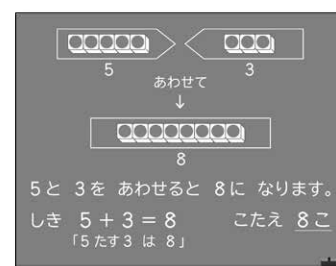 5 3
あわせて
↓
8
5と 3を あわせると 8に なります。
しき 5+3=8 こたえ 8こ
「5たす3 は 8」